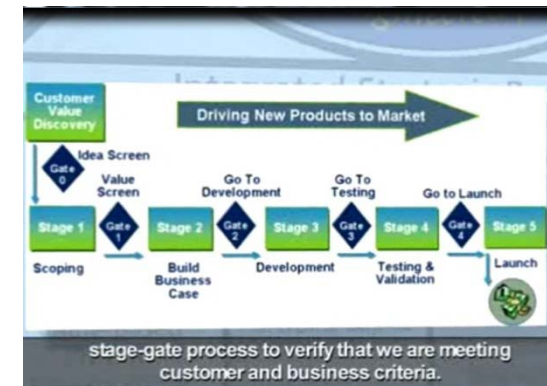 Customer
Value
Discovery
Driving New Products to Market
Gate
0
Idea Screen
Value
Screen
Go To
Development
Go To
Testing
Go to Launch
Stage 1
Gate
1
Stage 2
Gate
2
Stage 3
Gate
3
Stage 4
Gate
4
Stage 5
Scoping
Build
Business
Case
Development
Testing &
Validation
Launch
stage-gate process to verify that we are meeting
customer and business criteria.